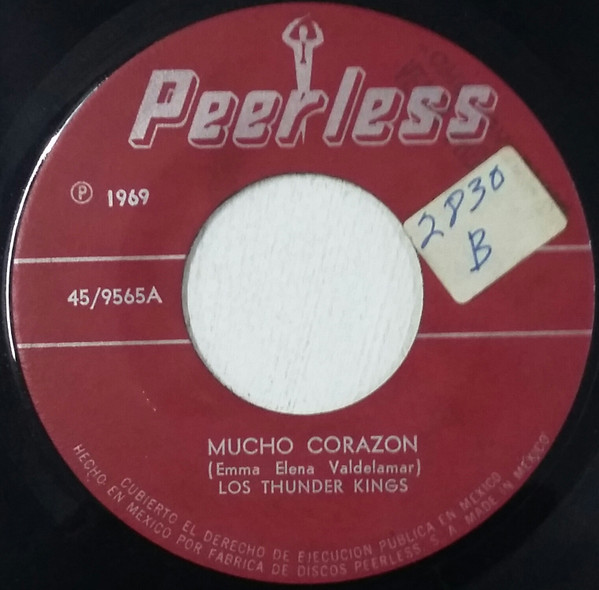 Peerless
℗ 1969
2830
B
45/9565A
MUCHO CORAZON
(Emma Elena Valdelamar)
LOS THUNDER KINGS
CUBIERTO EL DERECHO DE EJECUCION PUBLICA EN MEXICO
HECHO EN MEXICO POR FABRICA DE DISCOS PEERLESS S. A. MADE IN MEXICO